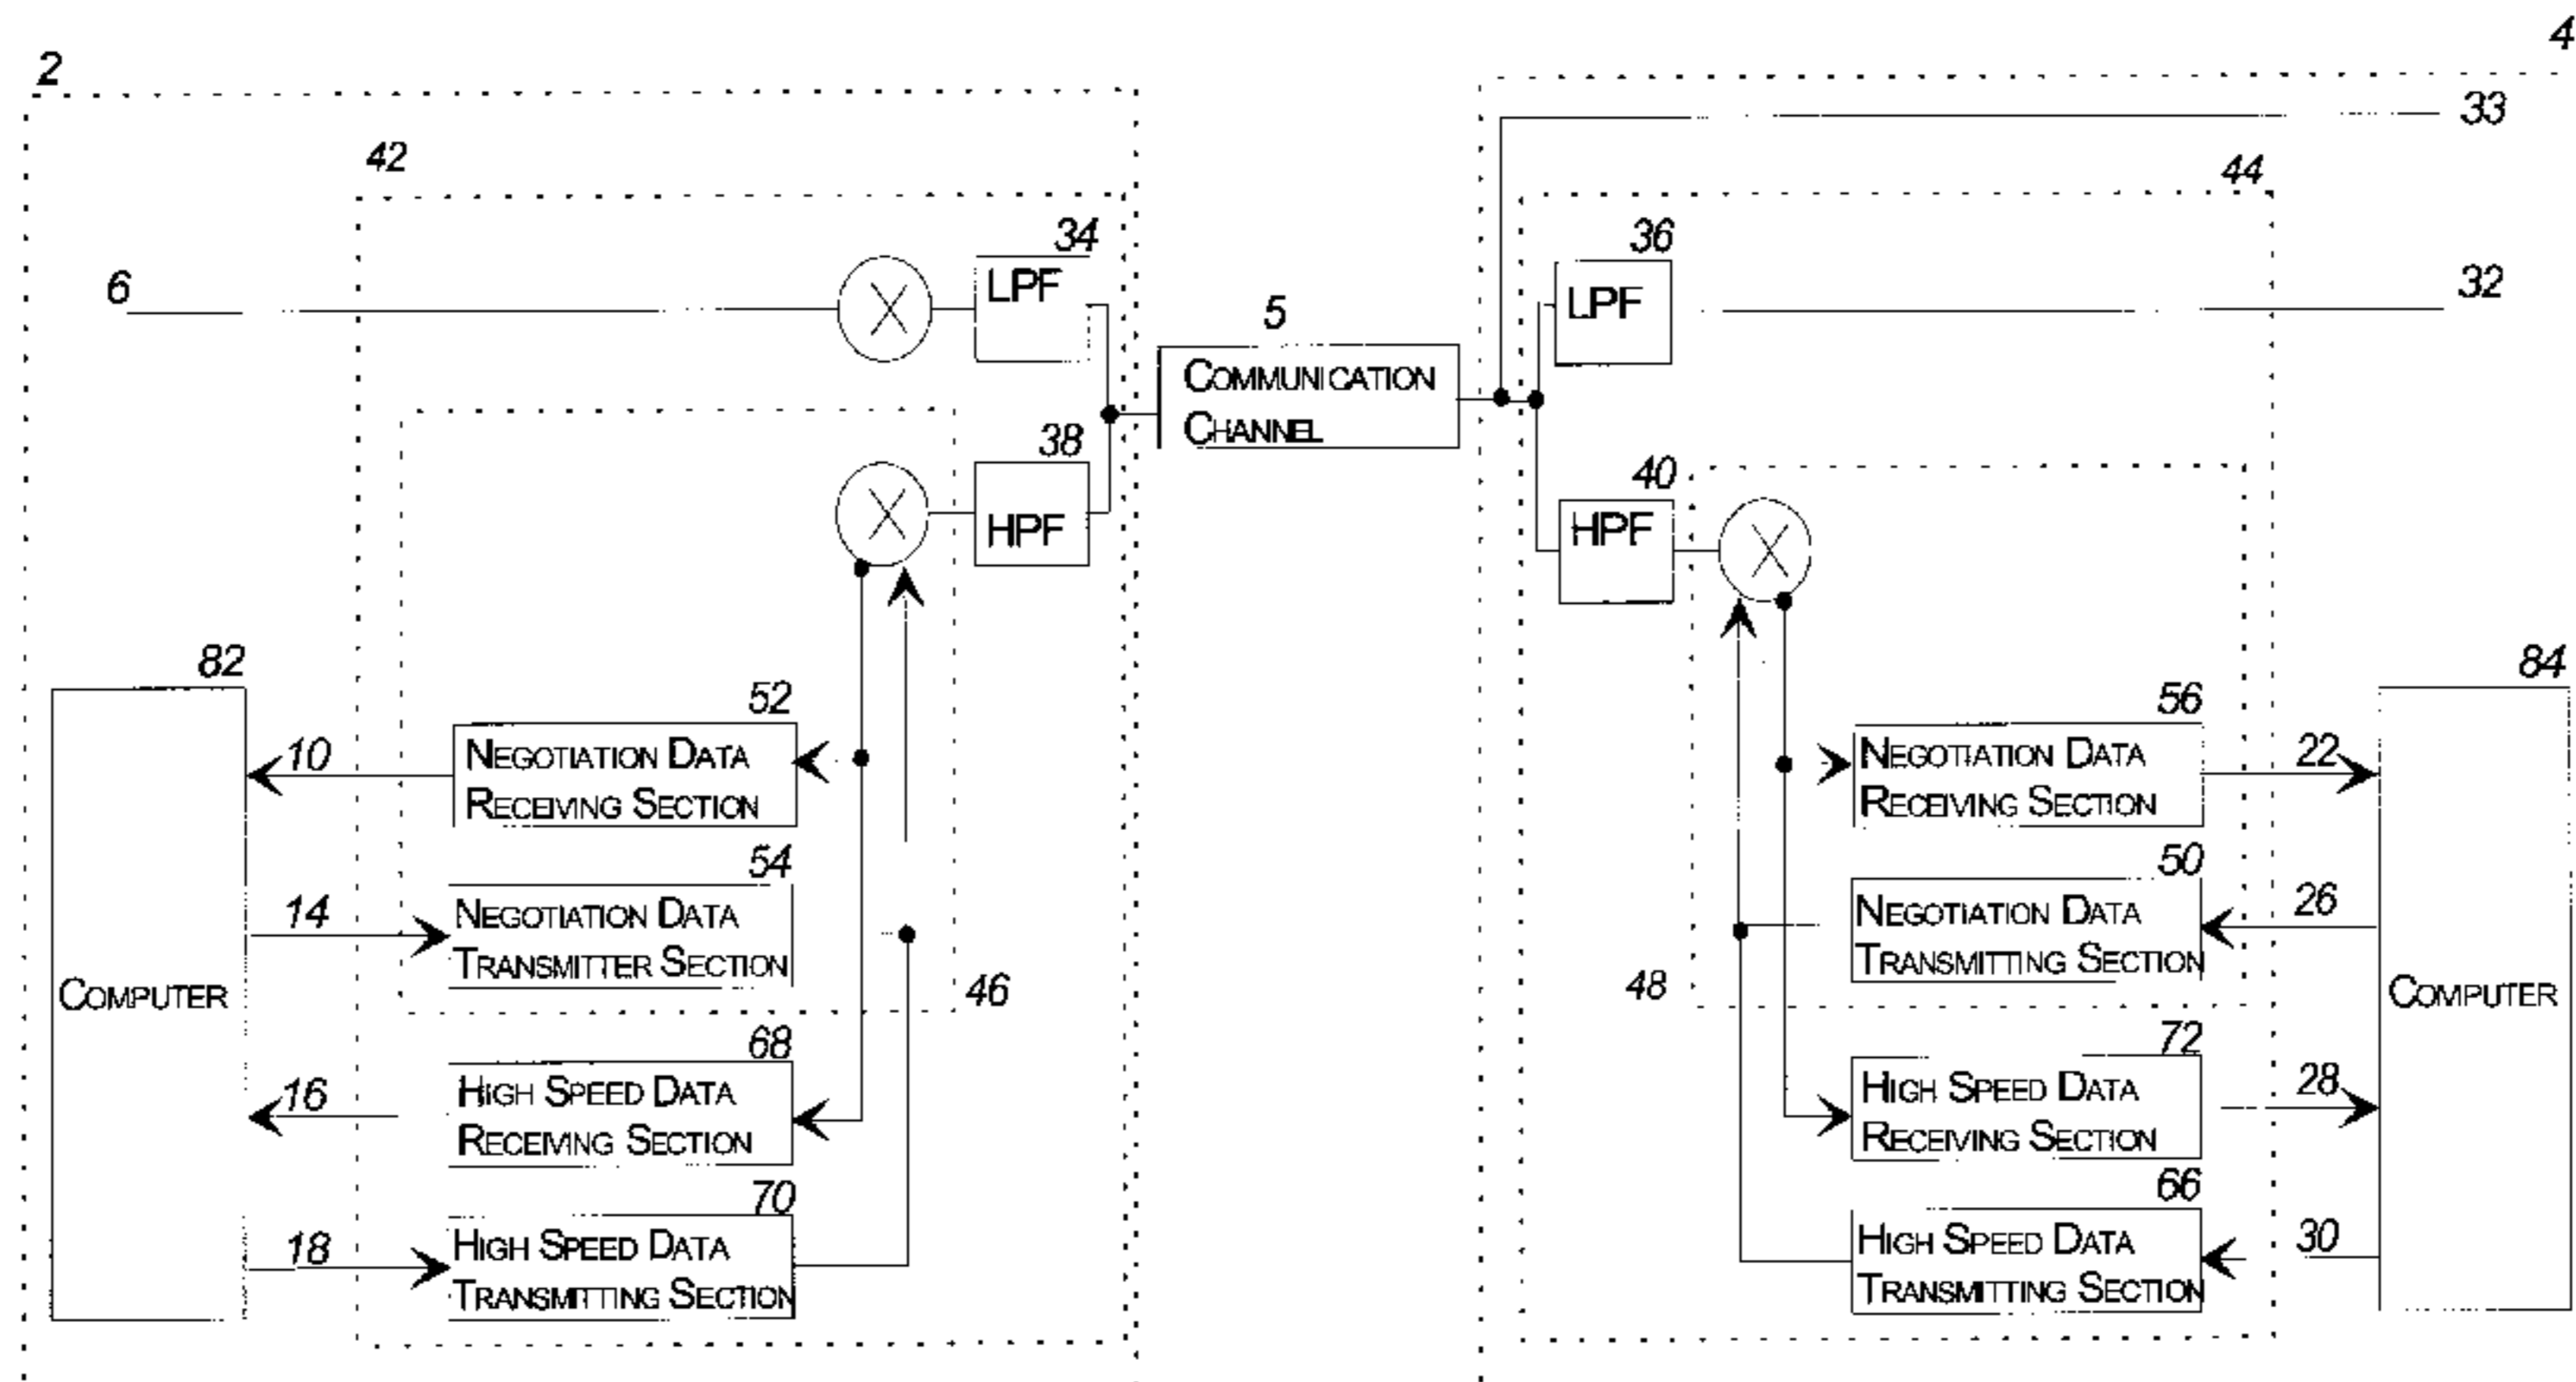 2
4
33
42
44
34
36
6
LPF
LPF
32
5
COMMUNICATION
CHANNEL
38
40
HPF
HPF
82
84
52
56
10
NEGOTIATION DATA
RECEIVING SECTION
NEGOTIATION DATA
RECEIVING SECTION
22
54
50
14
NEGOTIATION DATA
TRANSMITTER SECTION
NEGOTIATION DATA
TRANSMITTING SECTION
26
COMPUTER
46
48
COMPUTER
68
72
16
HIGH SPEED DATA
RECEIVING SECTION
HIGH SPEED DATA
RECEIVING SECTION
28
70
66
18
HIGH SPEED DATA
TRANSMITTING SECTION
HIGH SPEED DATA
TRANSMITTING SECTION
30